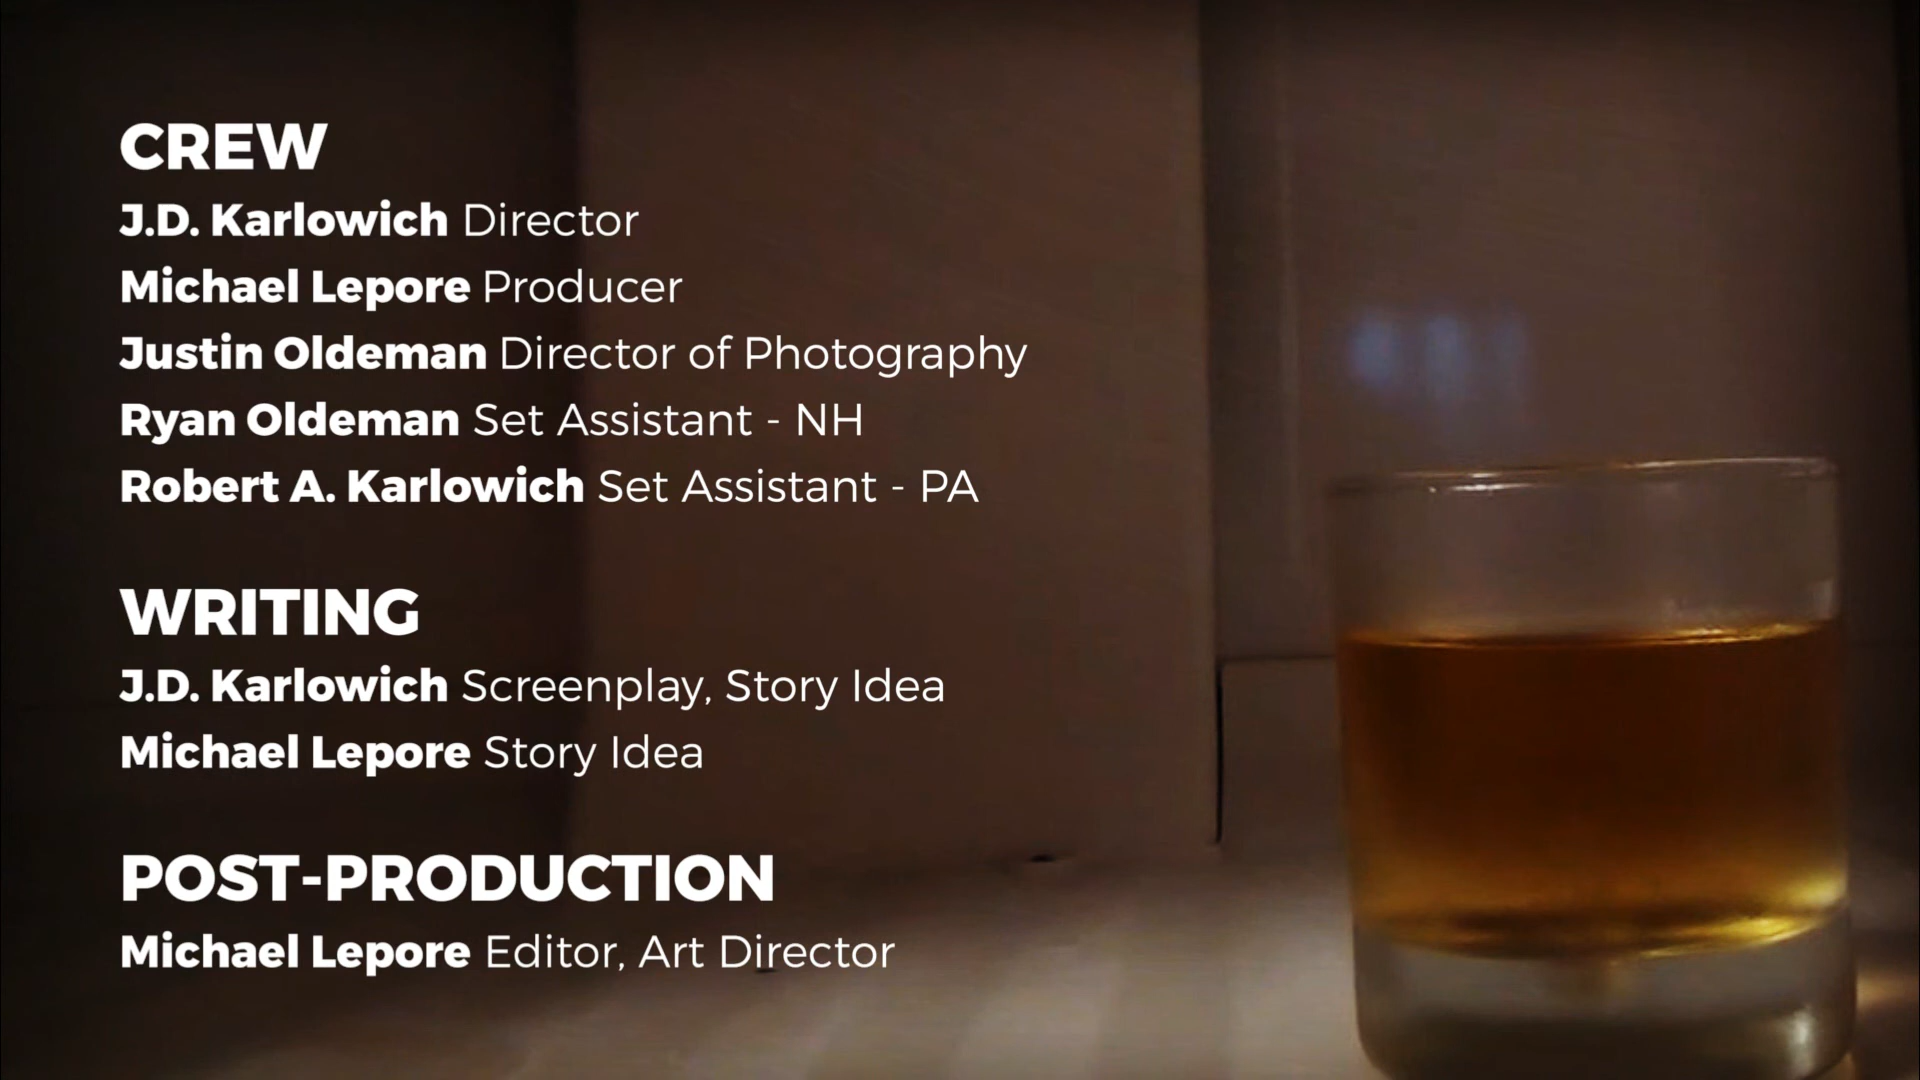 CREW
J.D. Karlowich Director
Michael Lepore Producer
Justin Oldeman Director of Photography
Ryan Oldeman Set Assistant - NH
Robert A. Karlowich Set Assistant - PA
WRITING
J.D. Karlowich Screenplay, Story Idea
Michael Lepore Story Idea
POST-PRODUCTION
Michael Lepore Editor, Art Director